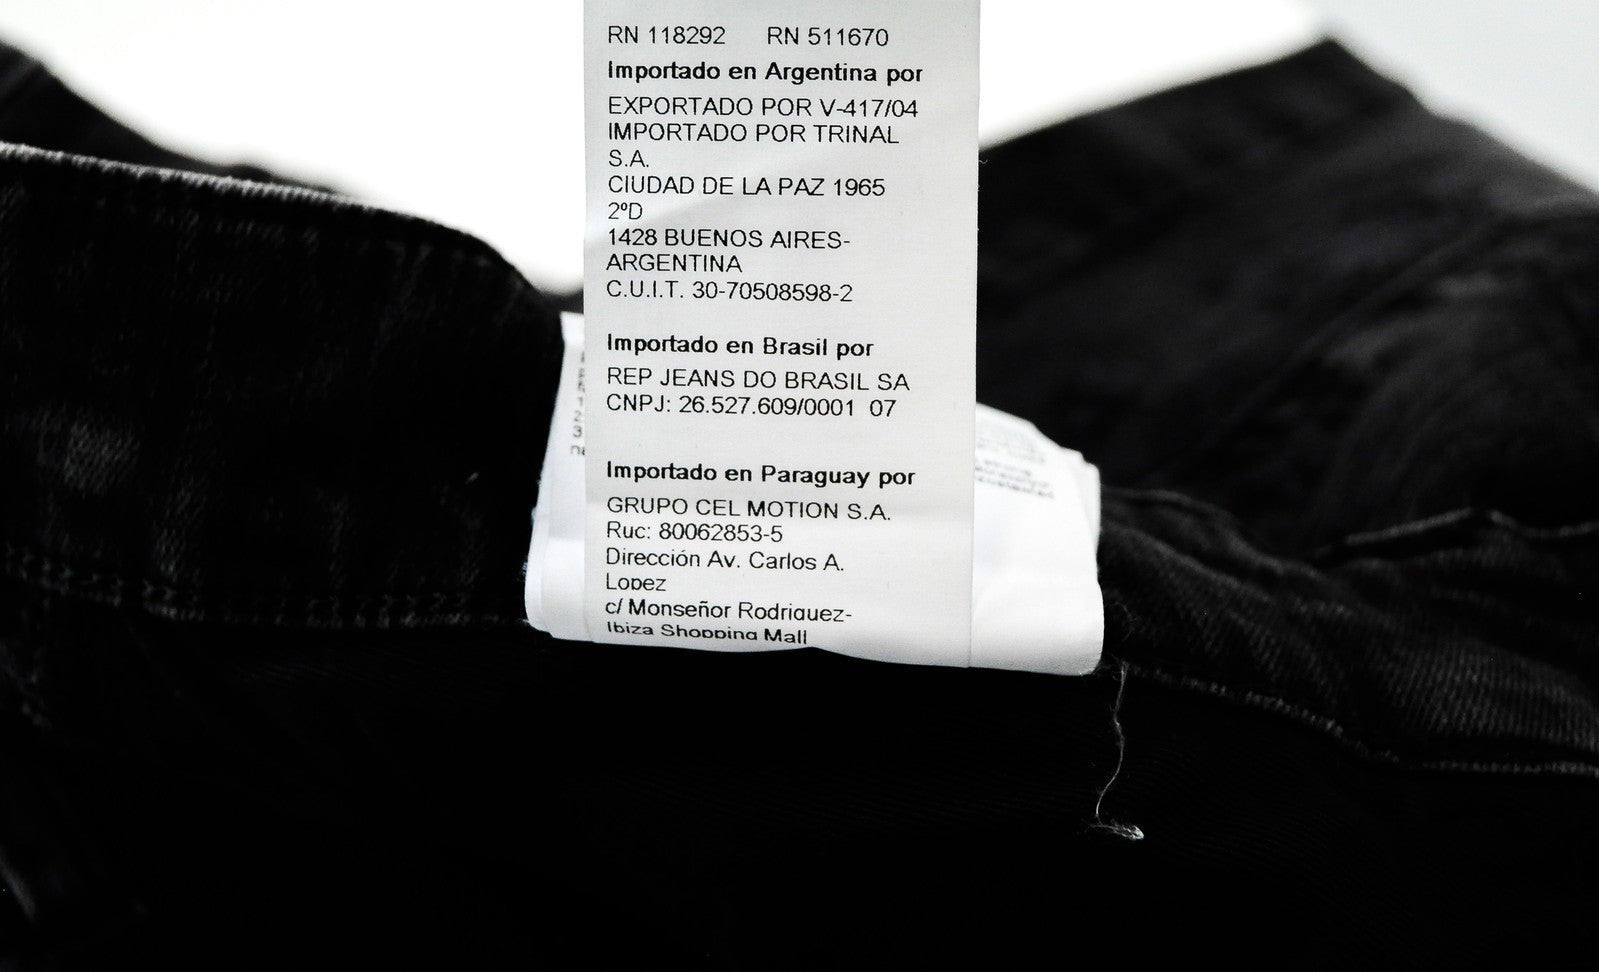 RN 118292 RN 511670
Importado en Argentina por
EXPORTADO POR V-417/04
IMPORTADO POR TRINAL
S.A.
CIUDAD DE LA PAZ 1965
2ºD
1428 BUENOS AIRES-
ARGENTINA
C.U.I.T. 30-70508598-2
Importado en Brasil por
REP JEANS DO BRASIL SA
CNPJ: 26.527.609/0001 07
Importado en Paraguay por
GRUPO CEL MOTION S.A.
Ruc: 80062853-5
Dirección Av. Carlos A.
Lopez
c/ Monseñor Rodriguez-
Ibiza Shopping Mall